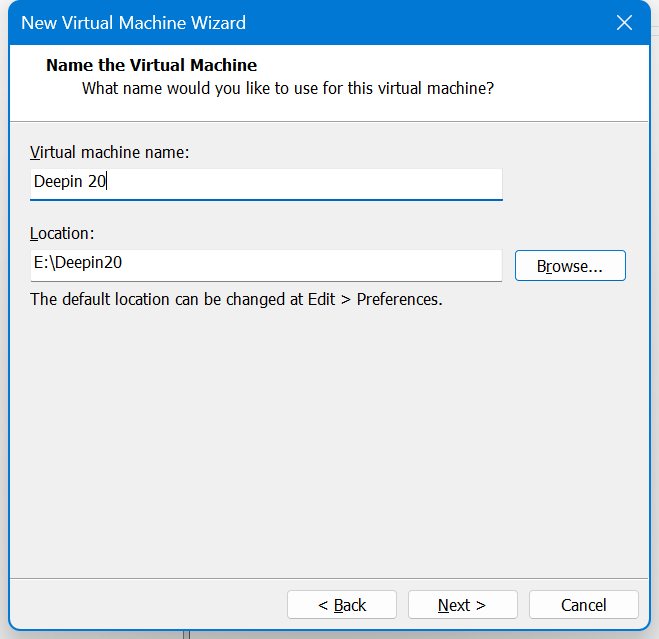 New Virtual Machine Wizard
Name the Virtual Machine
What name would you like to use for this virtual machine?
Virtual machine name:
Deepin 20
Location:
E:\Deepin20
Browse...
The default location can be changed at Edit > Preferences.
< Back
Next >
Cancel